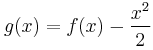 g(x) = f(x) − x²/2